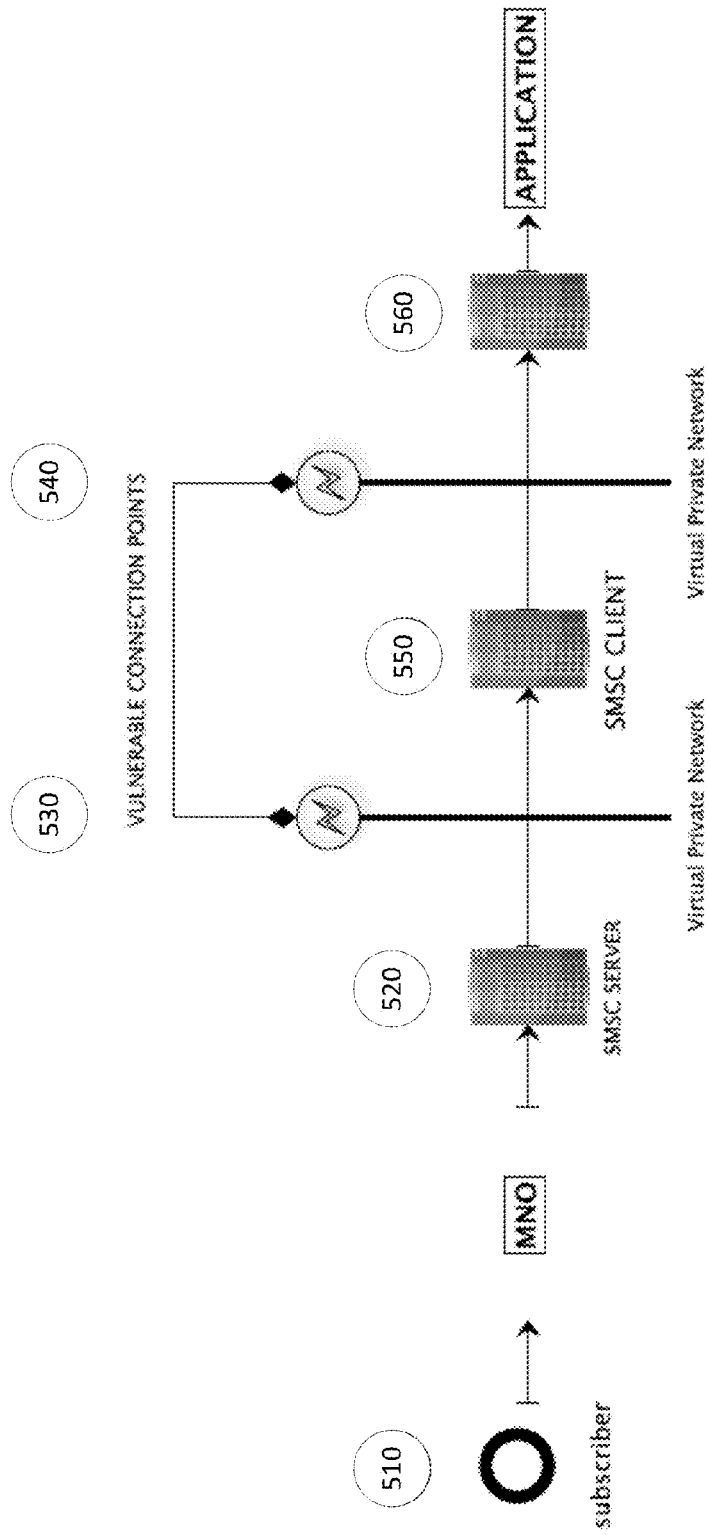 530
540
VULNERABLE CONNECTION POINTS
510
520
550
560
MNO
APPLICATION
subscriber
SMSC SERVER
SMSC CLIENT
Virtual Private Network
Virtual Private Network